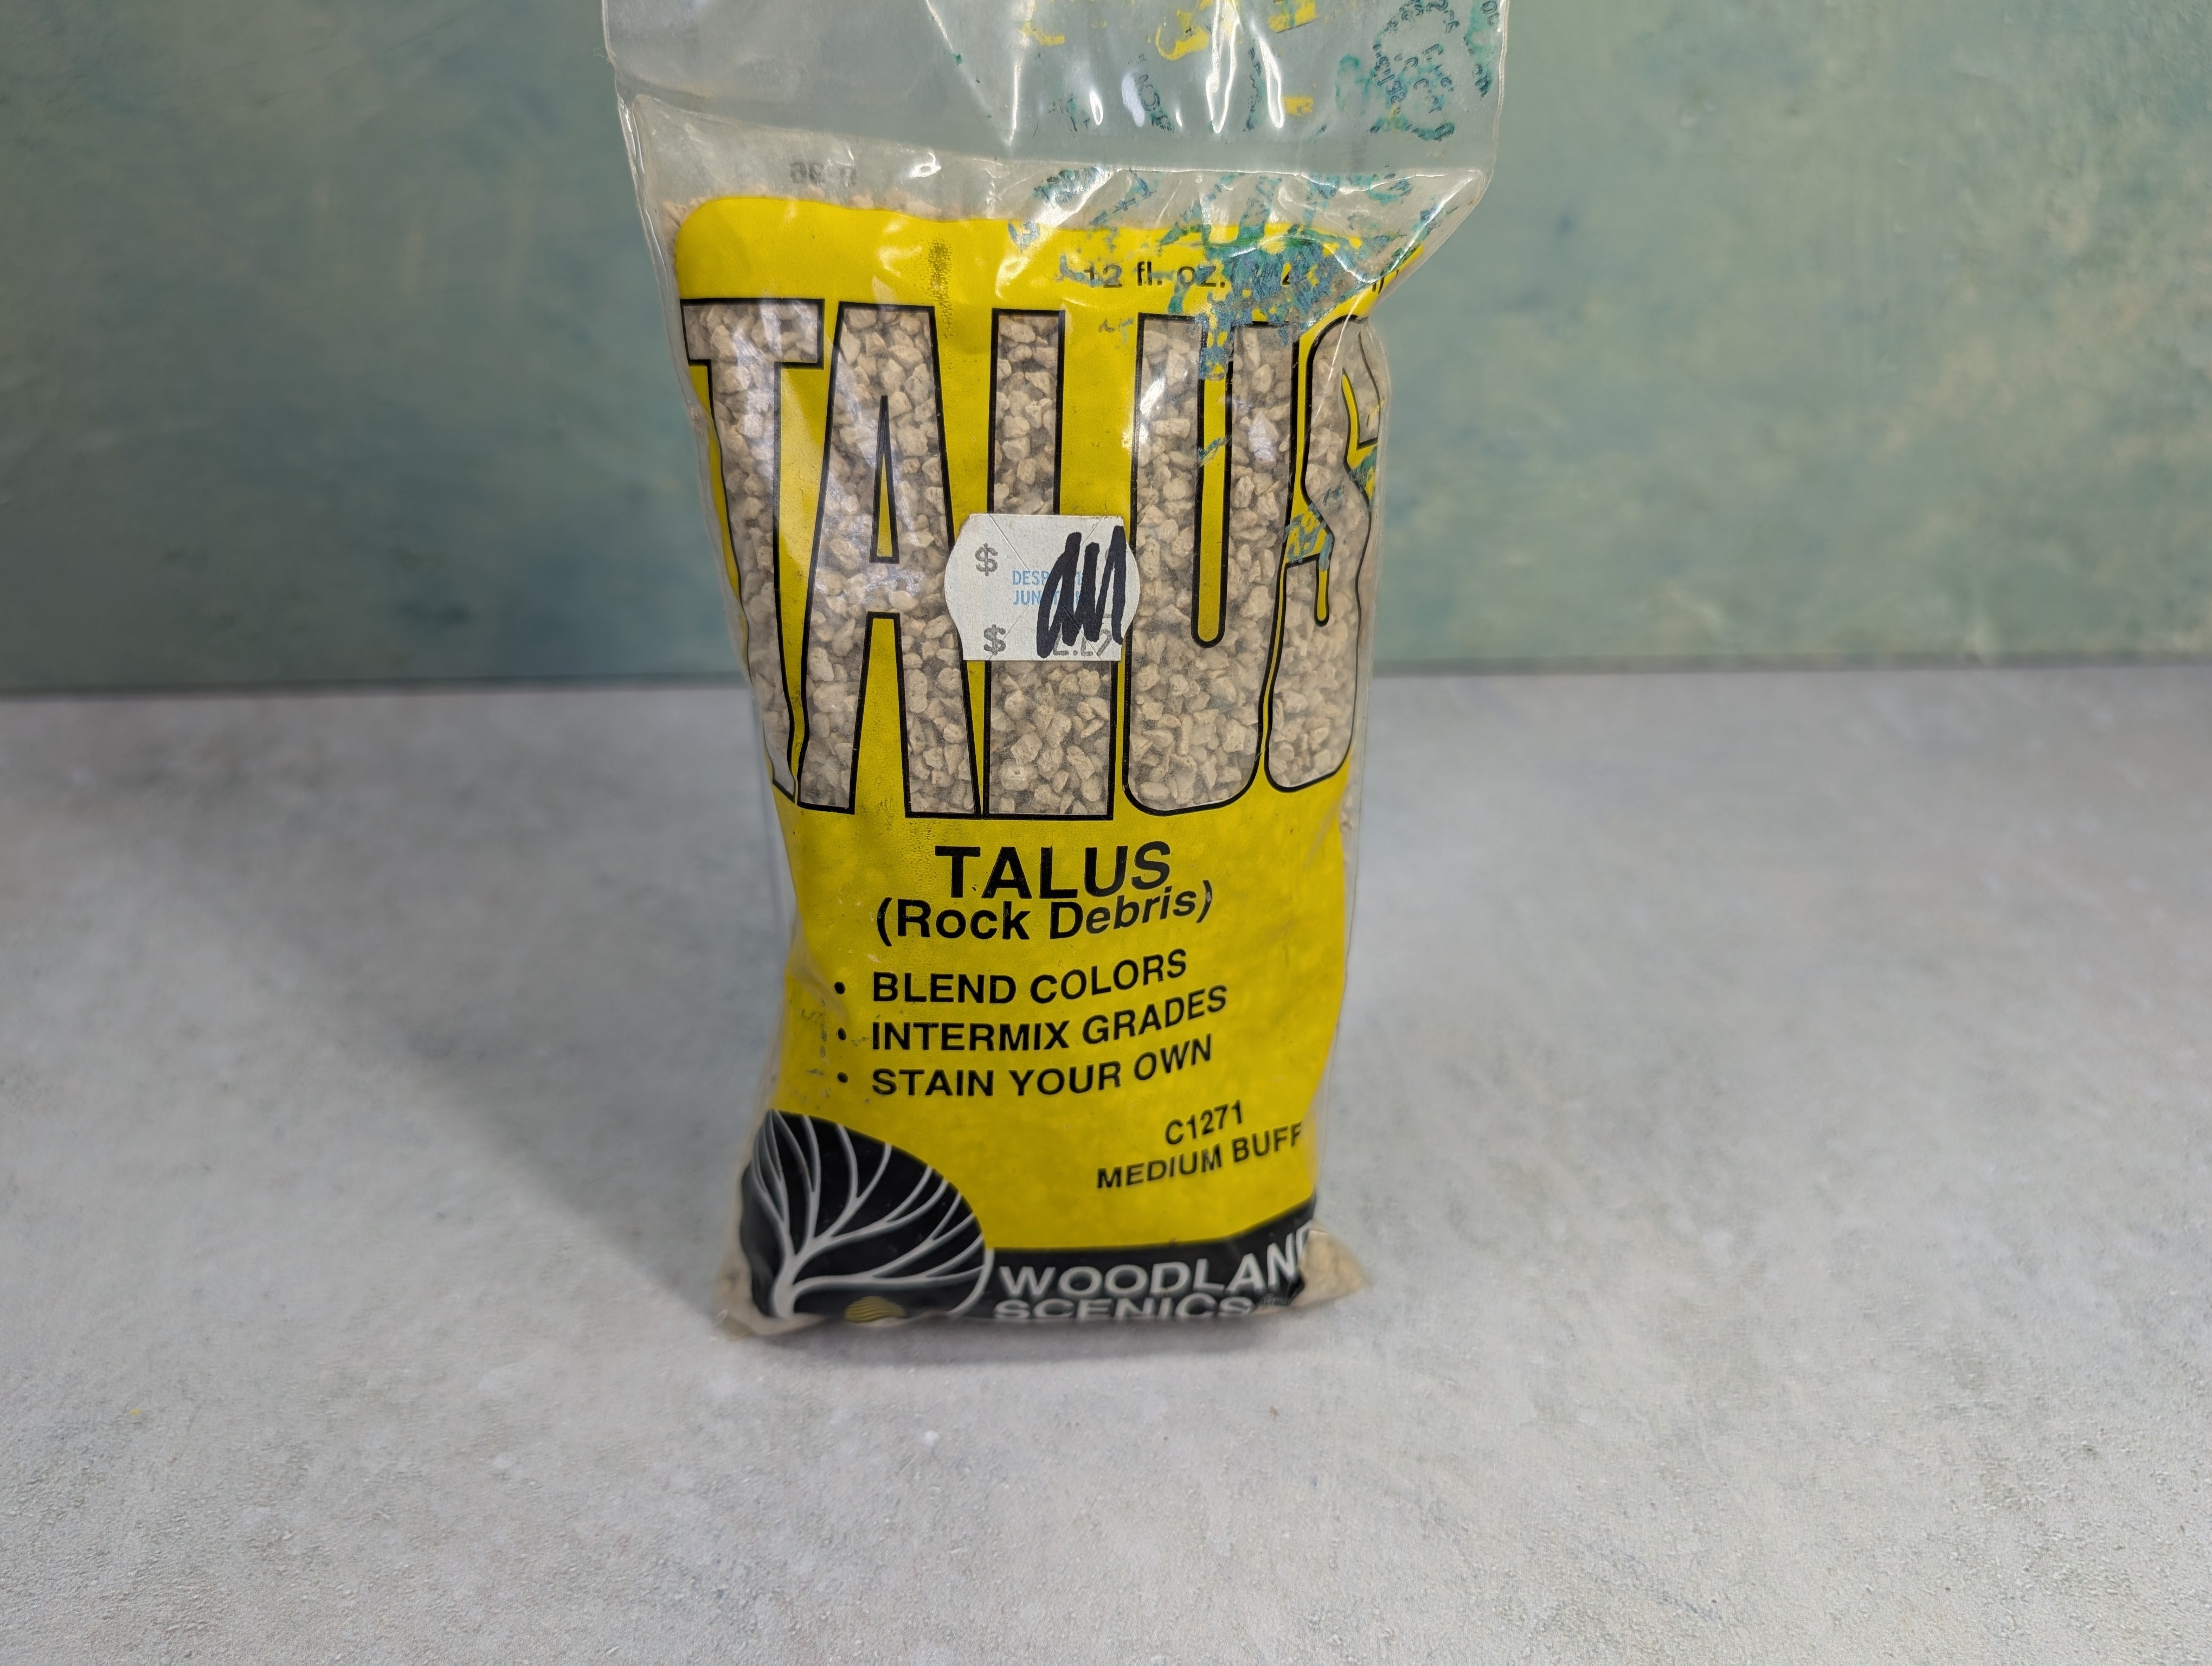 12 fl. oz.
TALUS
$
$
TALUS
(Rock Debris)
• BLEND COLORS
• INTERMIX GRADES
• STAIN YOUR OWN
C1271
MEDIUM BUFF
WOODLAND
SCENICS